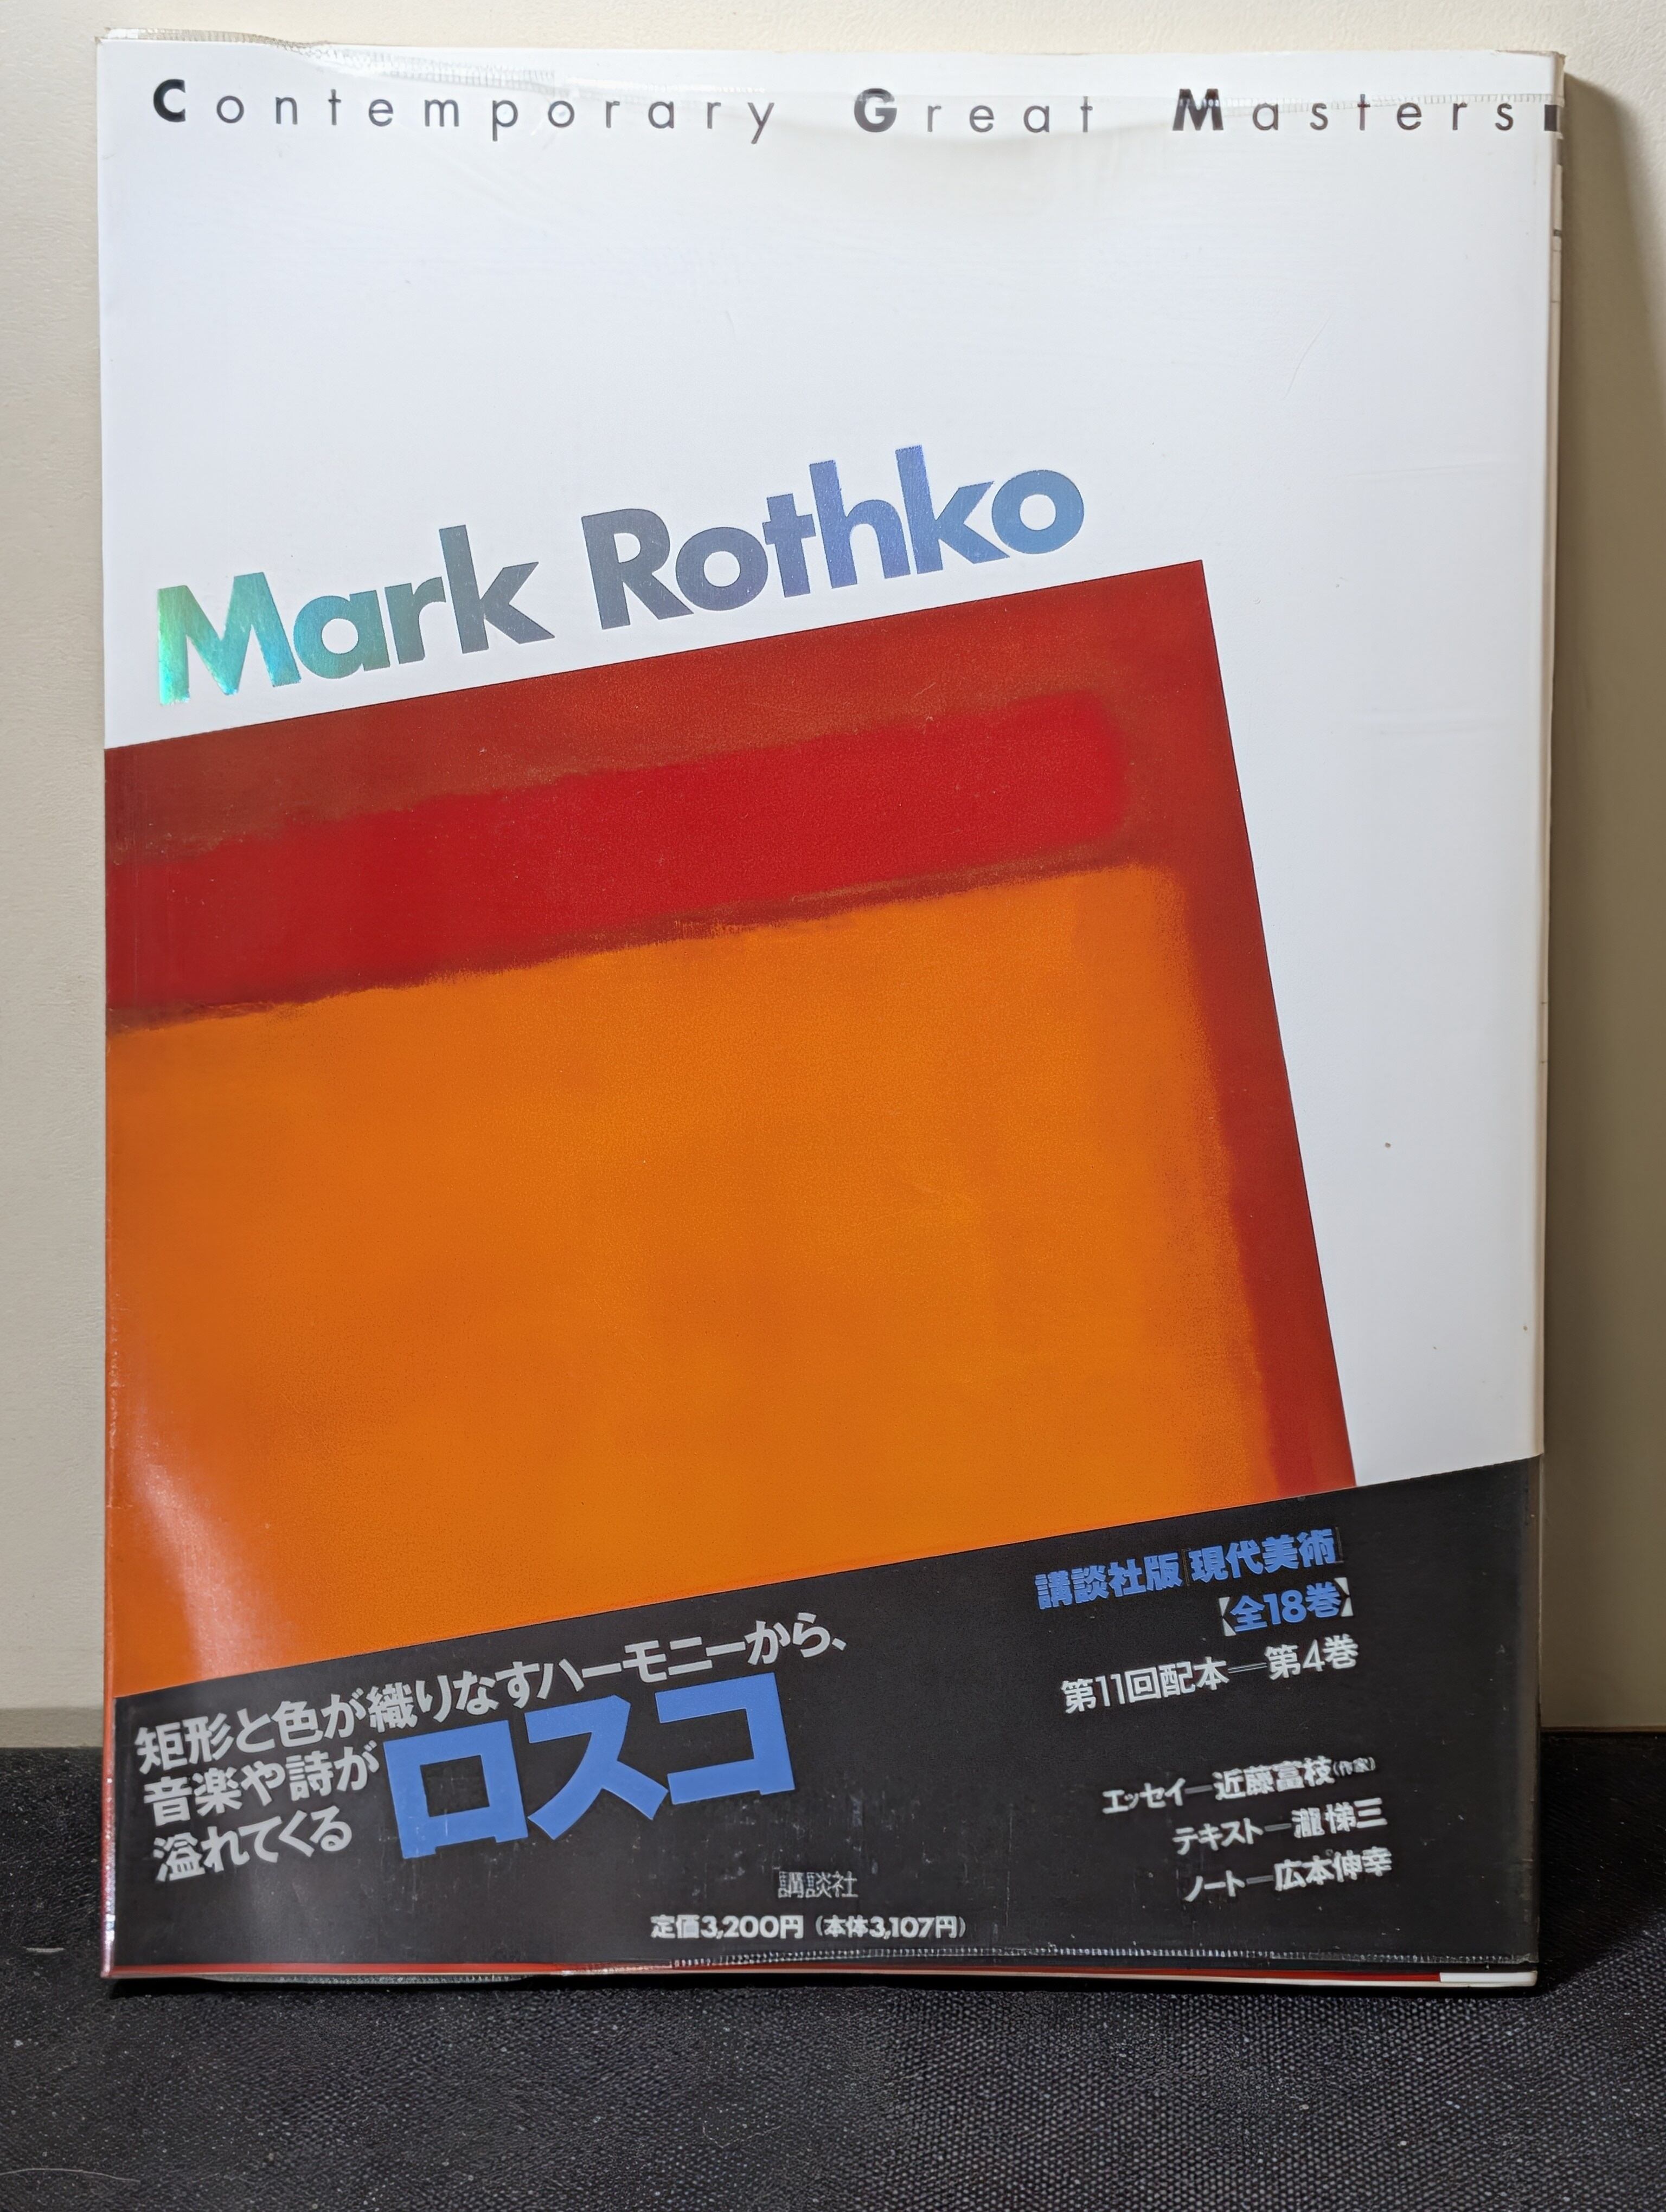 Contemporary Great Masters
Mark Rothko
講談社版「現代美術」
【全18巻】
第11回配本―第4巻
矩形と色が織りなすハーモニーから、
音楽や詩が
溢れてくる
ロスコ
エッセイ―近藤富枝(作家)
テキスト―瀧悌三
ノート―広本伸幸
講談社
定価3,200円(本体3,107円)